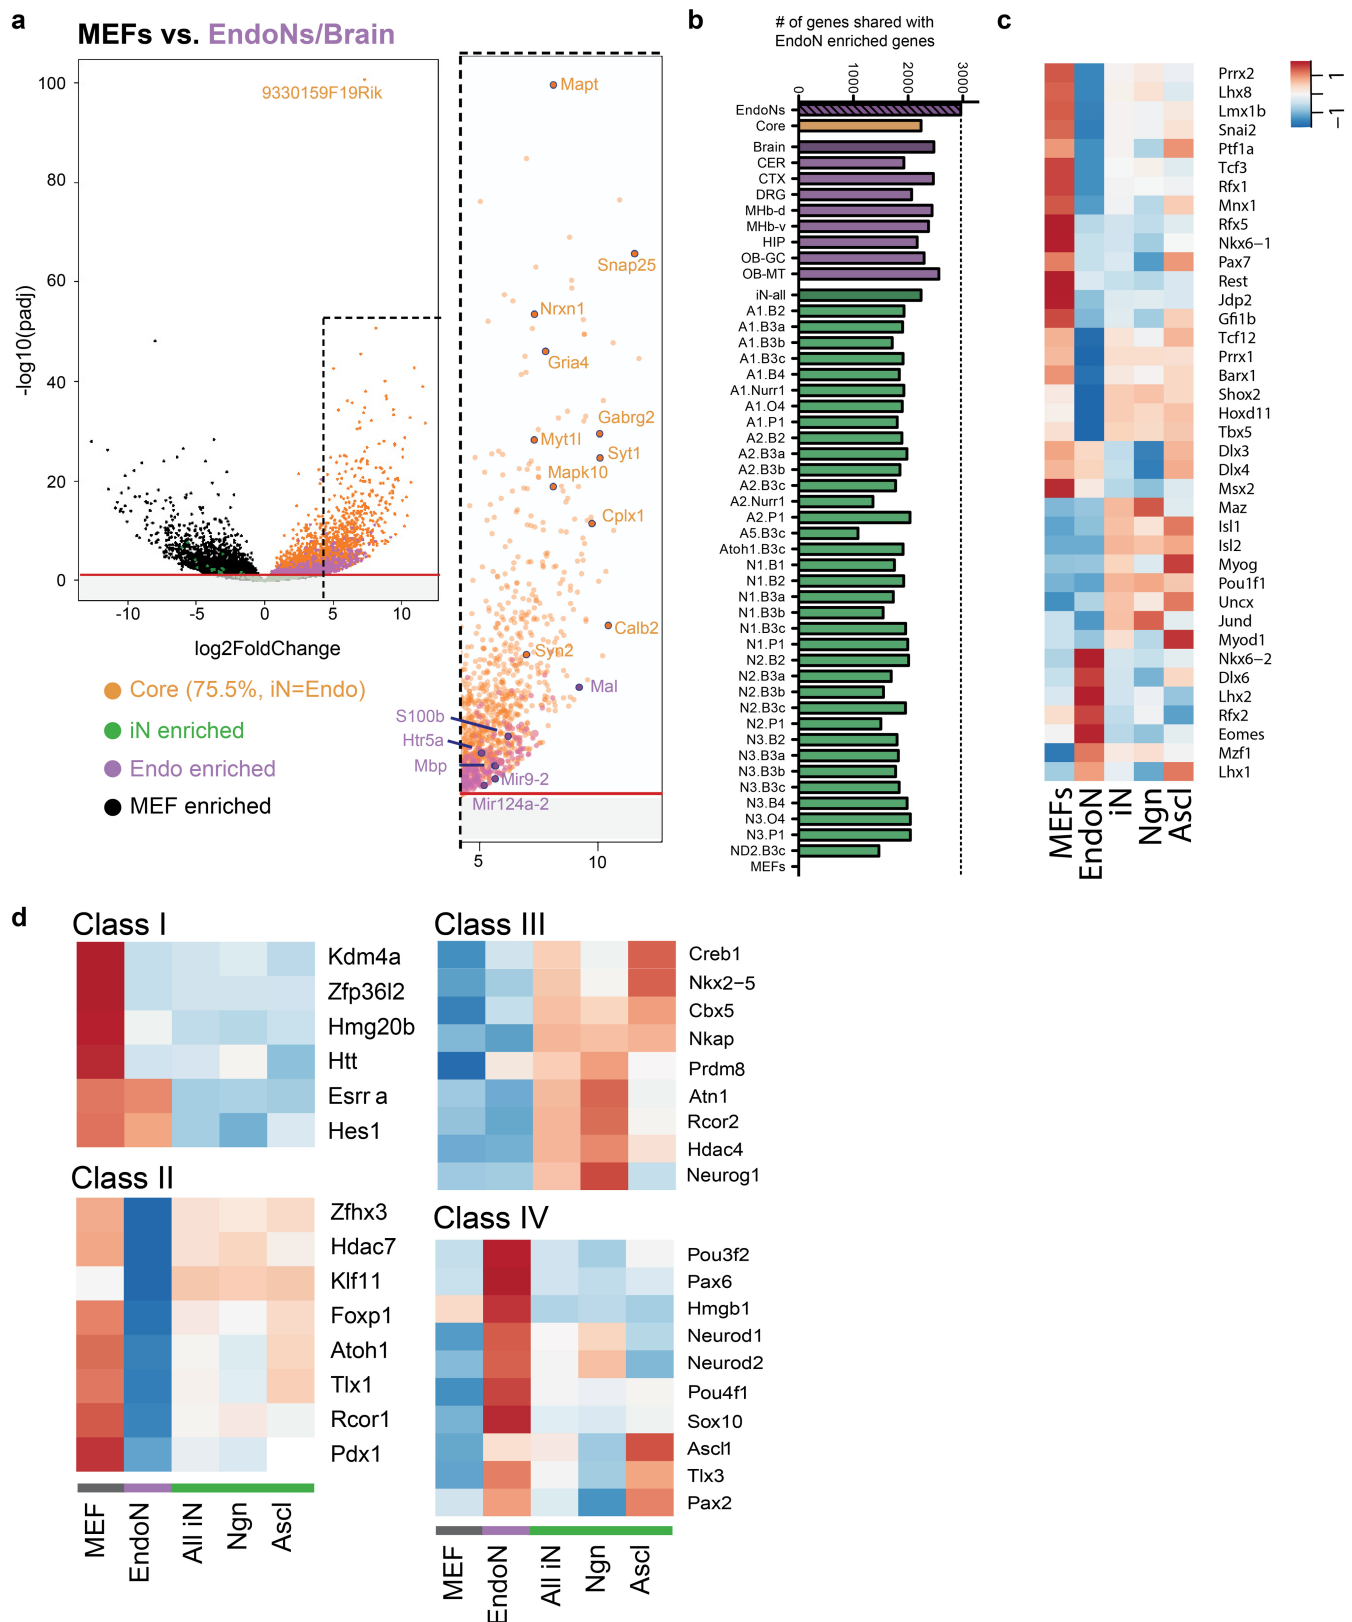 a
MEFs vs. EndoNs/Brain
9330159F19Rik
100
80
60
40
20
0
-log10(padj)
-10
-5
0
5
10
log2FoldChange
Core (75.5%, iN=Endo)
iN enriched
Endo enriched
MEF enriched
Mapt
Snap25
Nrxn1
Gria4
Gabrg2
Myt1l
Syt1
Mapk10
Cplx1
Calb2
Syn2
Mal
S100b
Htr5a
Mbp
Mir9-2
Mir124a-2
5
10
b
# of genes shared with
EndoN enriched genes
0
1000
2000
3000
EndoNs
Core
Brain
CER
CTX
DRG
MHb-d
MHb-v
HIP
OB-GC
OB-MT
iN-all
A1.B2
A1.B3a
A1.B3b
A1.B3c
A1.B4
A1.Nurr1
A1.O4
A1.P1
A2.B2
A2.B3a
A2.B3b
A2.B3c
A2.Nurr1
A2.P1
A5.B3c
Atoh1.B3c
N1.B1
N1.B2
N1.B3a
N1.B3b
N1.B3c
N1.P1
N2.B2
N2.B3a
N2.B3b
N2.B3c
N2.P1
N3.B2
N3.B3a
N3.B3b
N3.B3c
N3.B4
N3.O4
N3.P1
ND2.B3c
MEFs
c
1
−1
Prrx2
Lhx8
Lmx1b
Snai2
Ptf1a
Tcf3
Rfx1
Mnx1
Rfx5
Nkx6−1
Pax7
Rest
Jdp2
Gfi1b
Tcf12
Prrx1
Barx1
Shox2
Hoxd11
Tbx5
Dlx3
Dlx4
Msx2
Maz
Isl1
Isl2
Myog
Pou1f1
Uncx
Jund
Myod1
Nkx6−2
Dlx6
Lhx2
Rfx2
Eomes
Mzf1
Lhx1
MEFs
EndoN
iN
Ngn
Ascl
d
Class I
Kdm4a
Zfp36l2
Hmg20b
Htt
Esrr a
Hes1
Class II
Zfhx3
Hdac7
Klf11
Foxp1
Atoh1
Tlx1
Rcor1
Pdx1
MEF
EndoN
All iN
Ngn
Ascl
Class III
Creb1
Nkx2−5
Cbx5
Nkap
Prdm8
Atn1
Rcor2
Hdac4
Neurog1
Class IV
Pou3f2
Pax6
Hmgb1
Neurod1
Neurod2
Pou4f1
Sox10
Ascl1
Tlx3
Pax2
MEF
EndoN
All iN
Ngn
Ascl